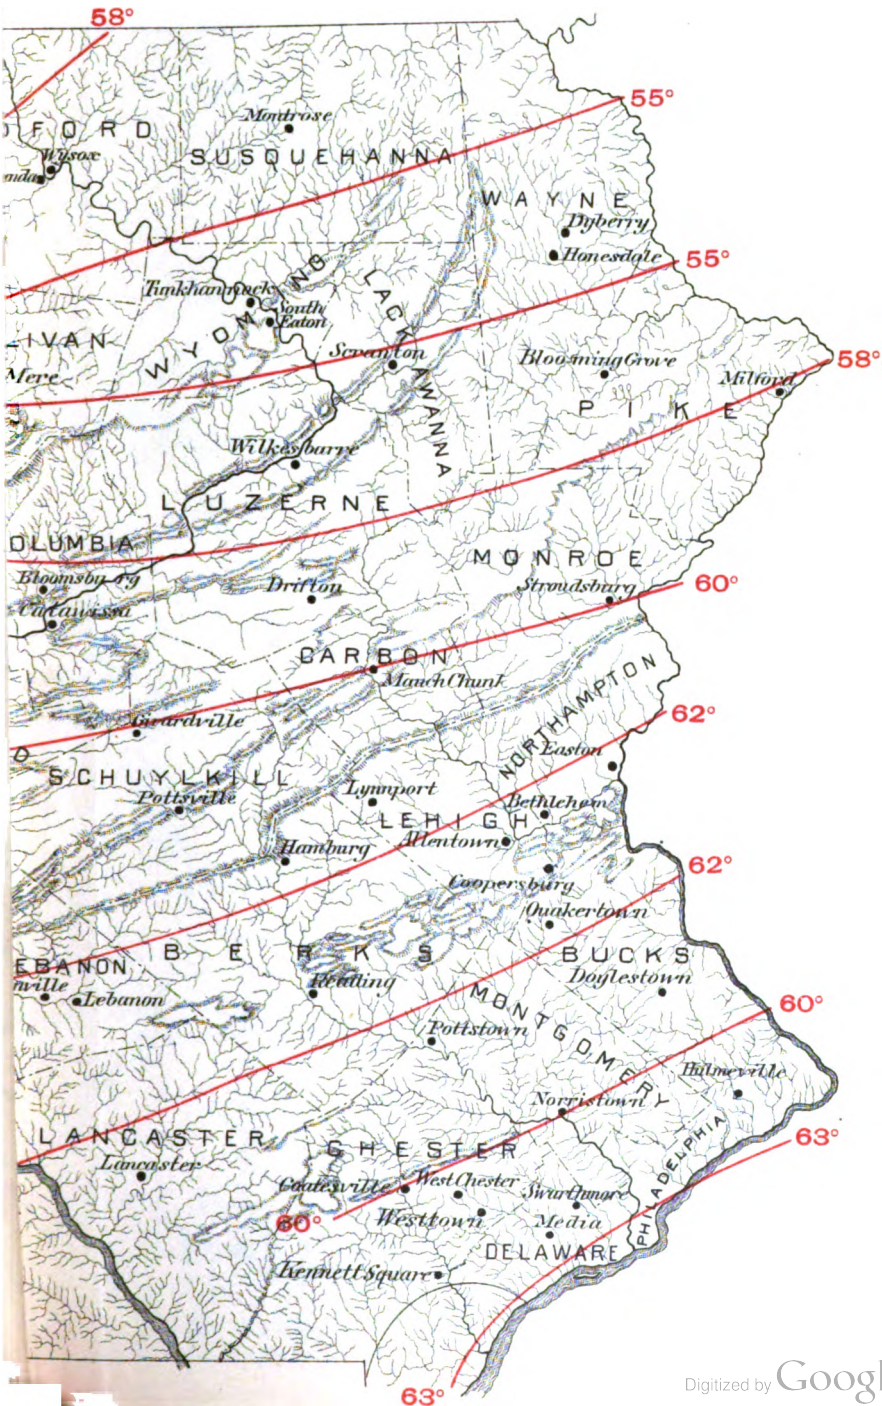 58°
55°
FORD
Montrose
Wysox
SUSQUEHANNA
nda
WAYNE
Dyberry
Honesdale
55°
WYOMING
LACKAWANNA
Tunkhannock
South
Eaton
IVAN
Scranton
Blooming Grove
58°
Mere
Milford
PIKE
Wilkesbarre
LUZERNE
OLUMBIA
MONROE
Bloomsburg
Drifton
Stroudsburg
60°
Catawissa
CARBON
Mauch Chunk
NORTHAMPTON
62°
Girardville
Easton
D
SCHUYLKILL
Pottsville
Lynnport
Bethlehem
LEHIGH
Allentown
Hamburg
62°
Coopersburg
Quakertown
BERKS
BUCKS
EBANON
Doylestown
nville
Lebanon
Reading
MONTGOMERY
60°
Pottstown
Hulmeville
Norristown
LANCASTER
CHESTER
PHILADELPHIA
63°
Lancaster
Coatesville
West Chester
Swarthmore
60°
Westtown
Media
DELAWARE
Kennett Square
63°
Digitized by Googl